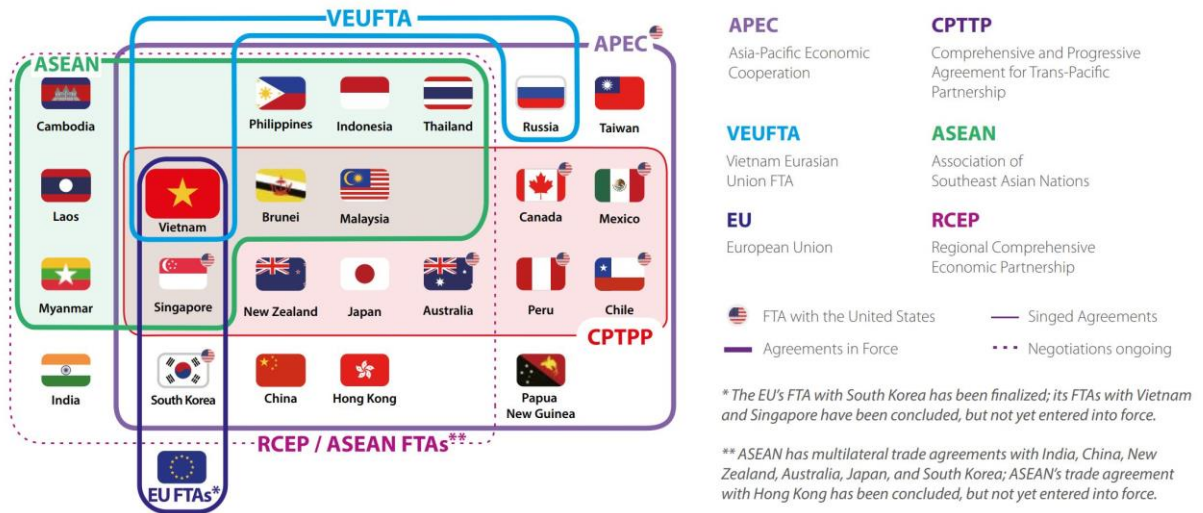 VEUFTA
APEC
ASEAN
Cambodia
Philippines
Indonesia
Thailand
Russia
Taiwan
Laos
Vietnam
Brunei
Malaysia
Canada
Mexico
Myanmar
Singapore
New Zealand
Japan
Australia
Peru
Chile
CPTPP
India
South Korea
China
Hong Kong
Papua
New Guinea
RCEP / ASEAN FTAs**
EU FTAs*
APEC
Asia-Pacific Economic
Cooperation
CPTTP
Comprehensive and Progressive
Agreement for Trans-Pacific
Partnership
VEUFTA
Vietnam Eurasian
Union FTA
ASEAN
Association of
Southeast Asian Nations
EU
European Union
RCEP
Regional Comprehensive
Economic Partnership
FTA with the United States
Singed Agreements
Agreements in Force
Negotiations ongoing
* The EU's FTA with South Korea has been finalized; its FTAs with Vietnam
and Singapore have been concluded, but not yet entered into force.
** ASEAN has multilateral trade agreements with India, China, New
Zealand, Australia, Japan, and South Korea; ASEAN's trade agreement
with Hong Kong has been concluded, but not yet entered into force.